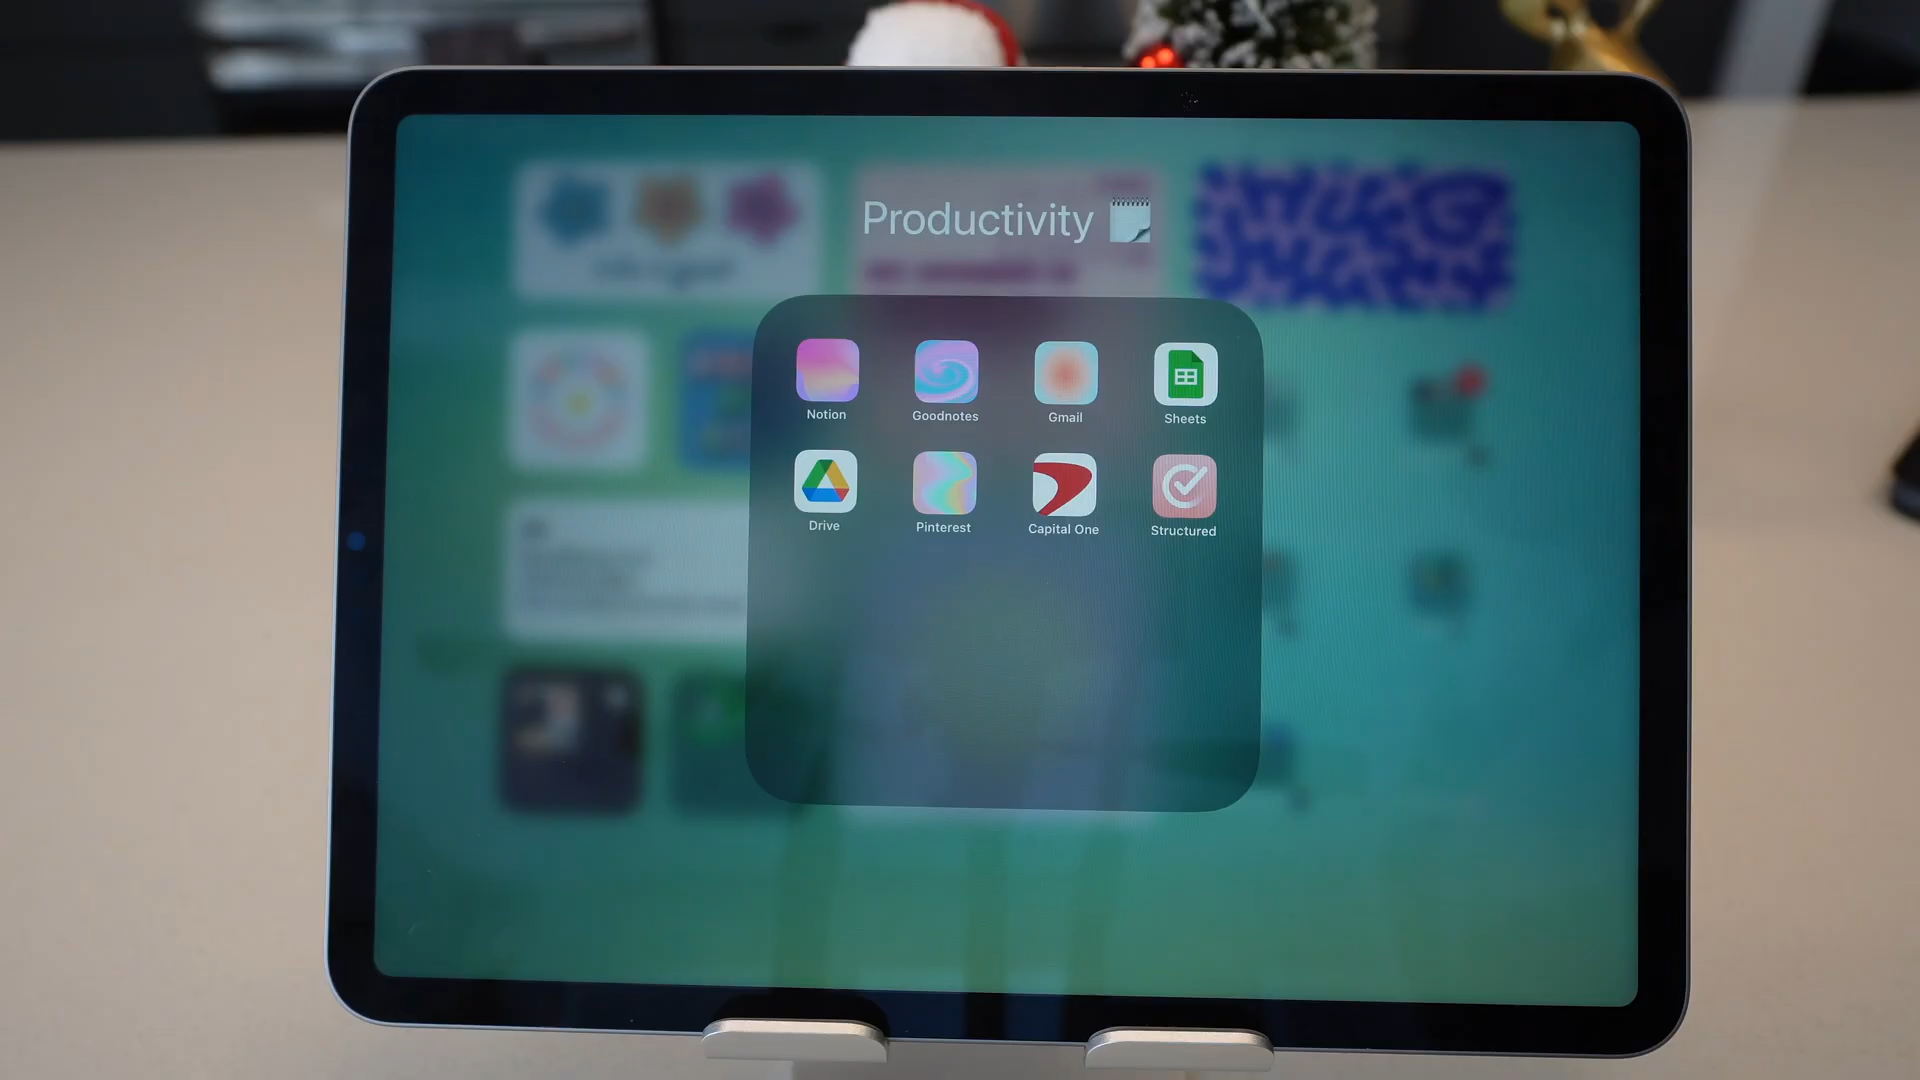 Productivity
Notion
Goodnotes
Gmail
Sheets
Drive
Pinterest
Capital One
Structured